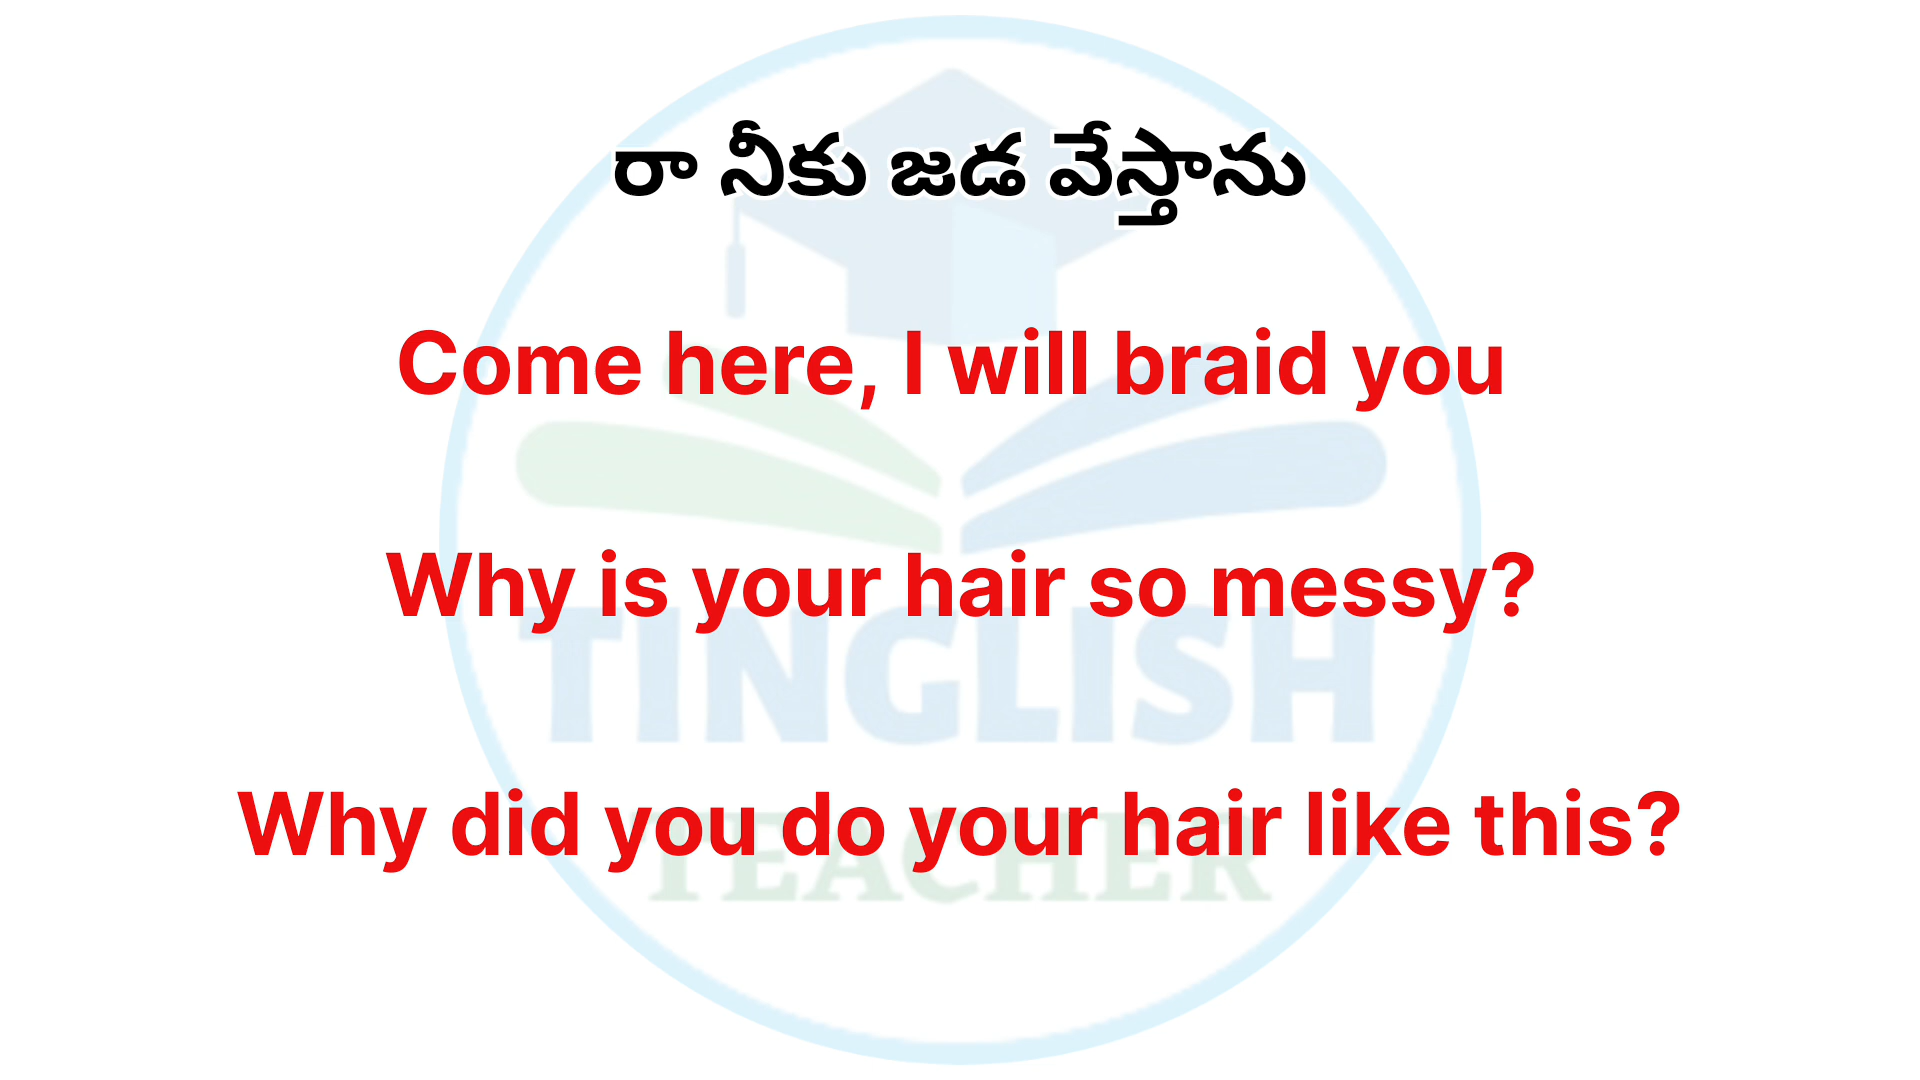 రా నీకు జడ వేస్తాను
Come here, I will braid you
Why is your hair so messy?
TINGLISH
Why did you do your hair like this?
TEACHER